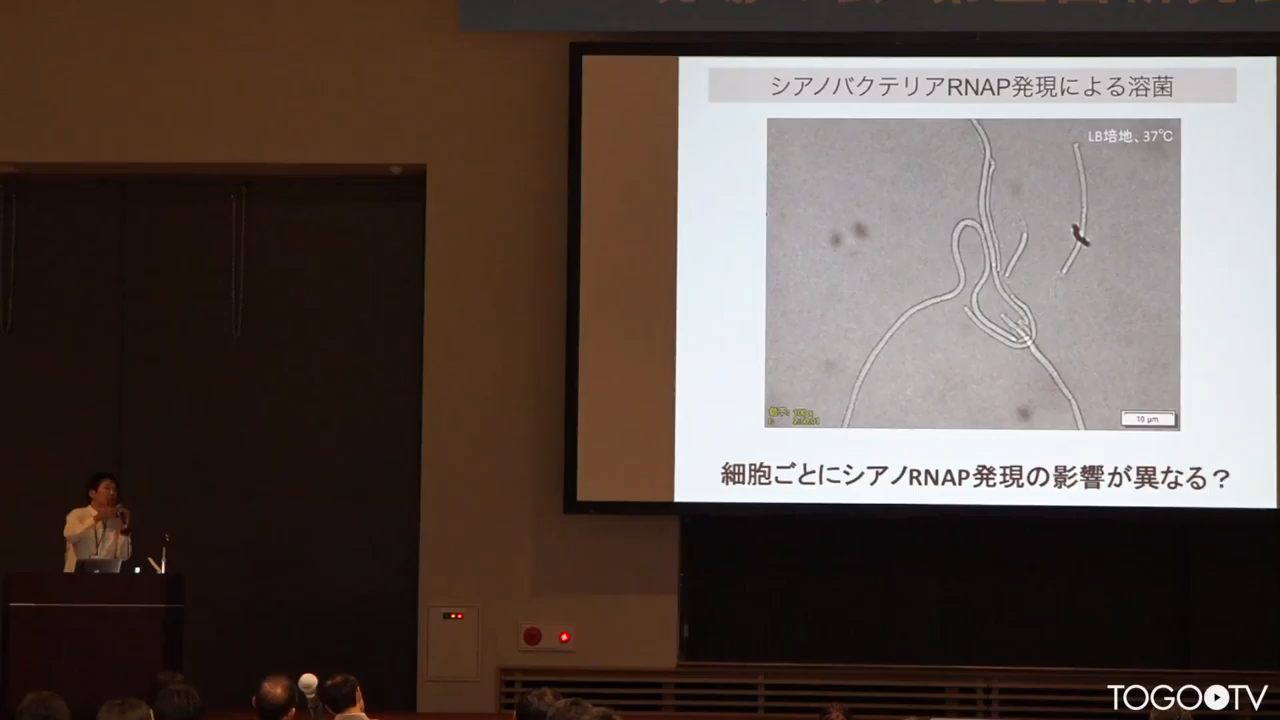 シアノバクテリアRNAP発現による溶菌
LB培地、37℃
10 µm
細胞ごとにシアノRNAP発現の影響が異なる？
TOGOTV